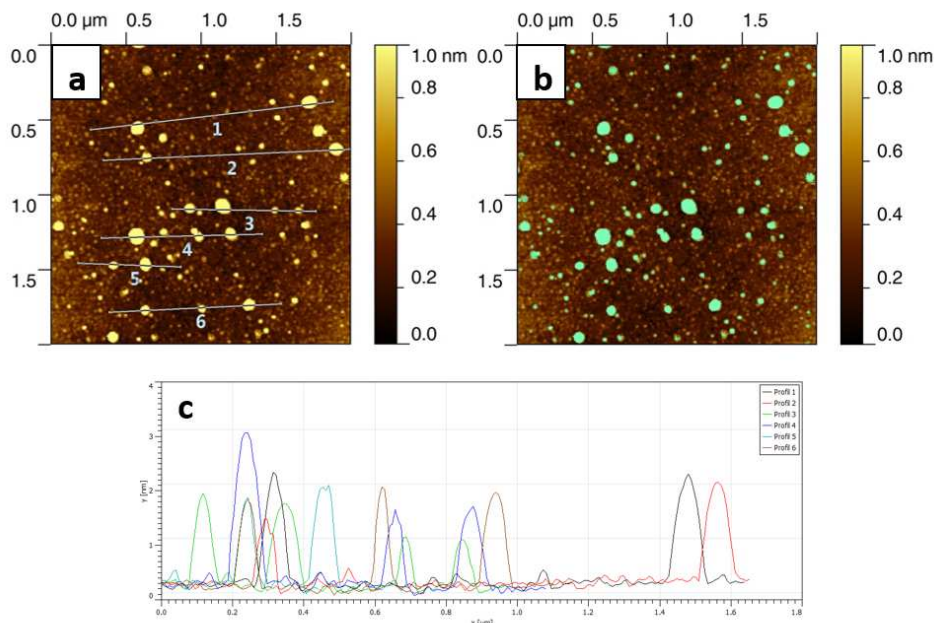 0.0 µm 0.5 1.0 1.5
0.0 µm 0.5 1.0 1.5
a
b
0.0
0.5
1.0
1.5
1.0 nm
0.8
0.6
0.4
0.2
0.0
1
2
3
4
5
6
0.0
0.5
1.0
1.5
1.0 nm
0.8
0.6
0.4
0.2
0.0
c
4
3
2
1
0
y [nm]
Profil 1
Profil 2
Profil 3
Profil 4
Profil 5
Profil 6
0.0 0.2 0.4 0.6 0.8 1.0 1.2 1.4 1.6 1.8
x [µm]